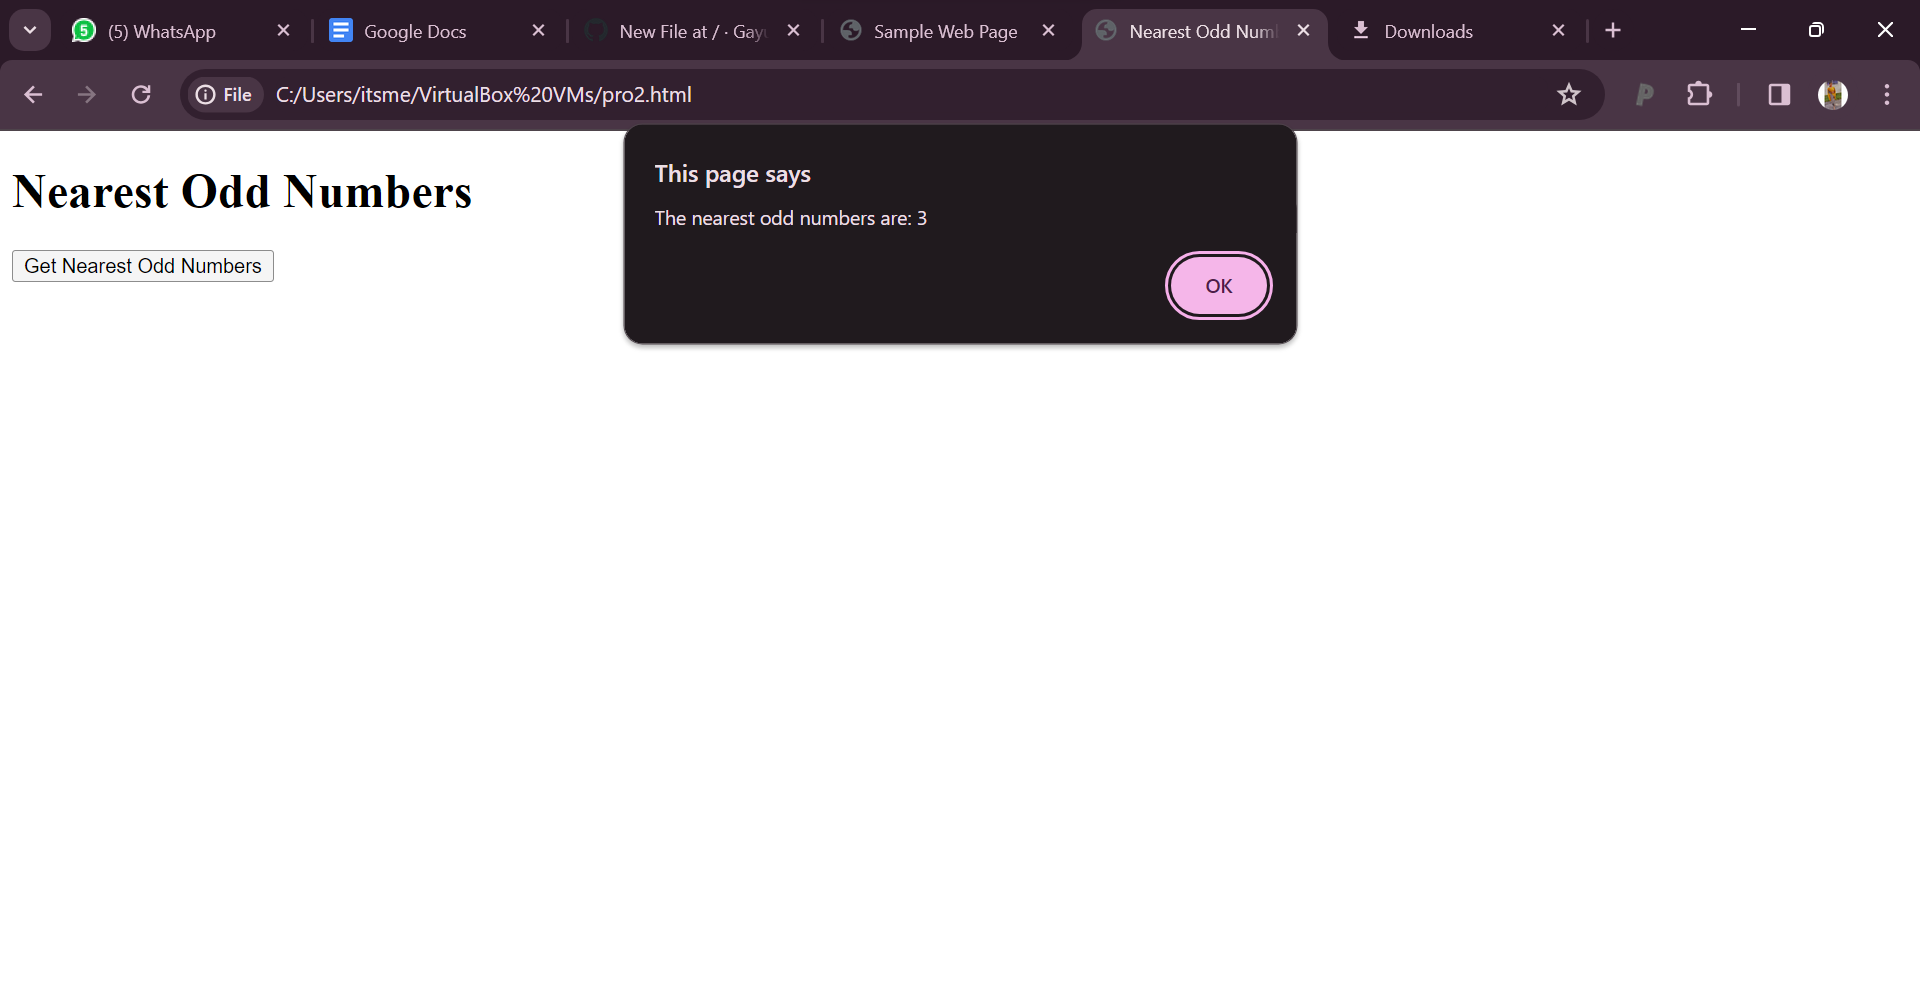 5 (5) WhatsApp
Google Docs
New File at / · Gay
Sample Web Page
Nearest Odd Num
Downloads
File C:/Users/itsme/VirtualBox%20VMs/pro2.html
P
This page says
The nearest odd numbers are: 3
OK
Nearest Odd Numbers
Get Nearest Odd Numbers